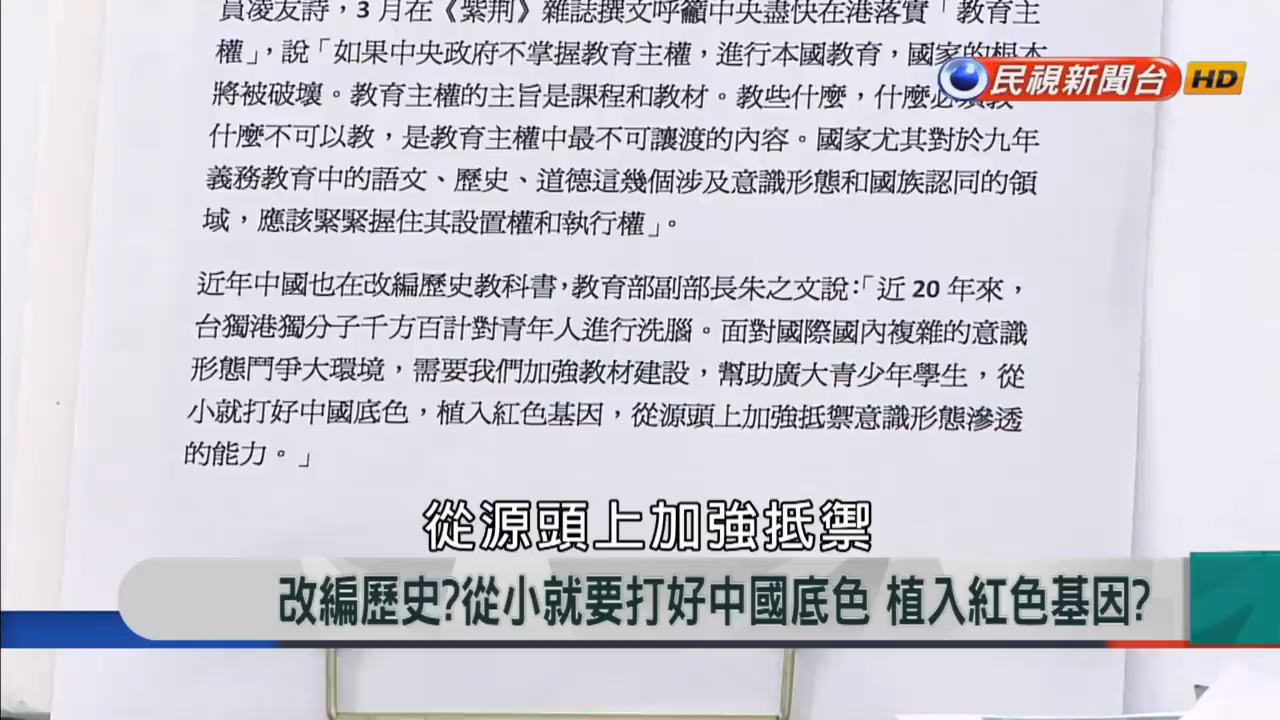 員凌友詩，3 月在《紫荊》雜誌撰文呼籲中央盡快在港落實「教育主
權」，說「如果中央政府不掌握教育主權，進行本國教育，國家的根本
將被破壞。教育主權的主旨是課程和教材。教些什麼，什麼必須教
什麼不可以教，是教育主權中最不可讓渡的內容。國家尤其對於九年
義務教育中的語文、歷史、道德這幾個涉及意識形態和國族認同的領
域，應該緊緊握住其設置權和執行權」。
近年中國也在改編歷史教科書，教育部副部長朱之文說：「近 20 年來，
台獨港獨分子千方百計對青年人進行洗腦。面對國際國內複雜的意識
形態鬥爭大環境，需要我們加強教材建設，幫助廣大青少年學生，從
小就打好中國底色，植入紅色基因，從源頭上加強抵禦意識形態滲透
的能力。」
民視新聞台 HD
從源頭上加強抵禦
改編歷史?從小就要打好中國底色 植入紅色基因?